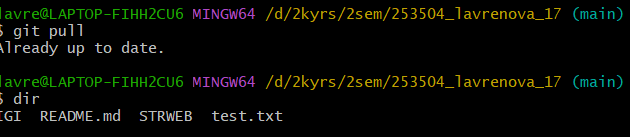 lavre@LAPTOP-FIHH2CU6 MINGW64 /d/2kyrs/2sem/253504_lavrenova_17 (main)
$ git pull
Already up to date.
lavre@LAPTOP-FIHH2CU6 MINGW64 /d/2kyrs/2sem/253504_lavrenova_17 (main)
$ dir
IGI README.md STRWEB test.txt